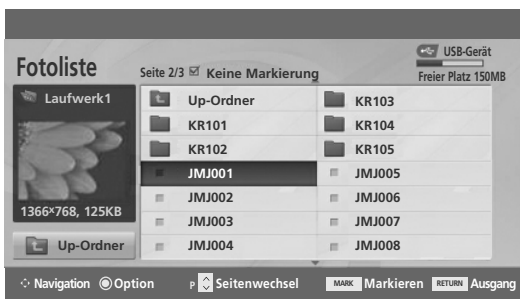 USB-Gerät
Fotoliste
Seite 2/3 ☑ Keine Markierung
Freier Platz 150MB
Laufwerk1
1366×768, 125KB
Up-Ordner
Up-Ordner
KR101
KR102
JMJ001
JMJ002
JMJ003
JMJ004
KR103
KR104
KR105
JMJ005
JMJ006
JMJ007
JMJ008
Navigation ◉ Option P Seitenwechsel MARK Markieren RETURN Ausgang